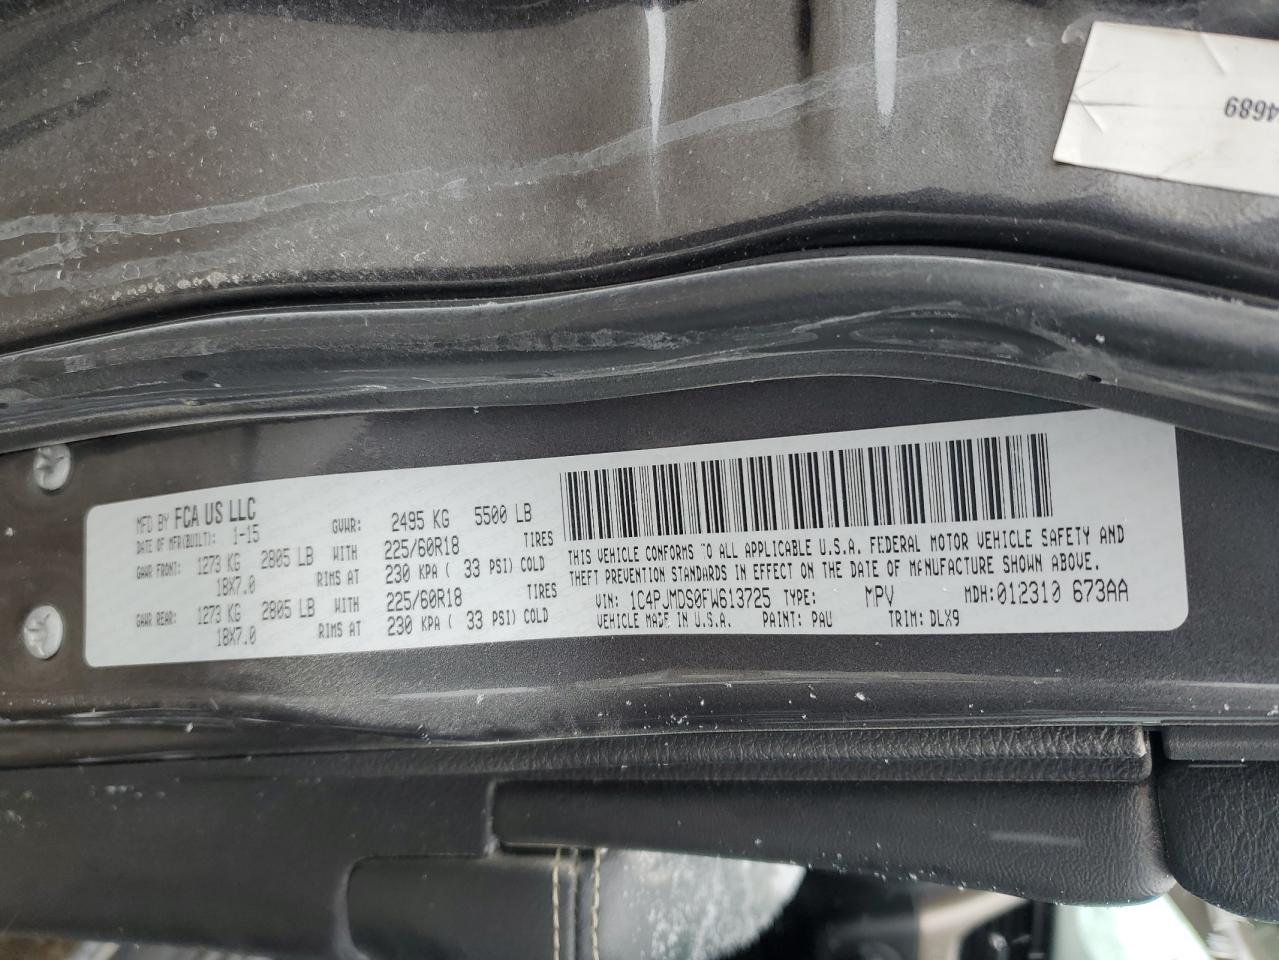 4689
MFD BY FCA US LLC
DATE OF MFR(BUILT): 1-15 GVWR: 2495 KG 5500 LB
GAWR FRONT: 1273 KG 2805 LB WITH 225/60R18 TIRES
18X7.0 RIMS AT 230 KPA ( 33 PSI) COLD
GAWR REAR: 1273 KG 2805 LB WITH 225/60R18 TIRES
18X7.0 RIMS AT 230 KPA ( 33 PSI) COLD
THIS VEHICLE CONFORMS TO ALL APPLICABLE U.S.A. FEDERAL MOTOR VEHICLE SAFETY AND
THEFT PREVENTION STANDARDS IN EFFECT ON THE DATE OF MANUFACTURE SHOWN ABOVE.
VIN: 1C4PJMDS0FW613725 TYPE: MPV MDH:012310 673AA
VEHICLE MADE IN U.S.A. PAINT: PAU TRIM: DLX9